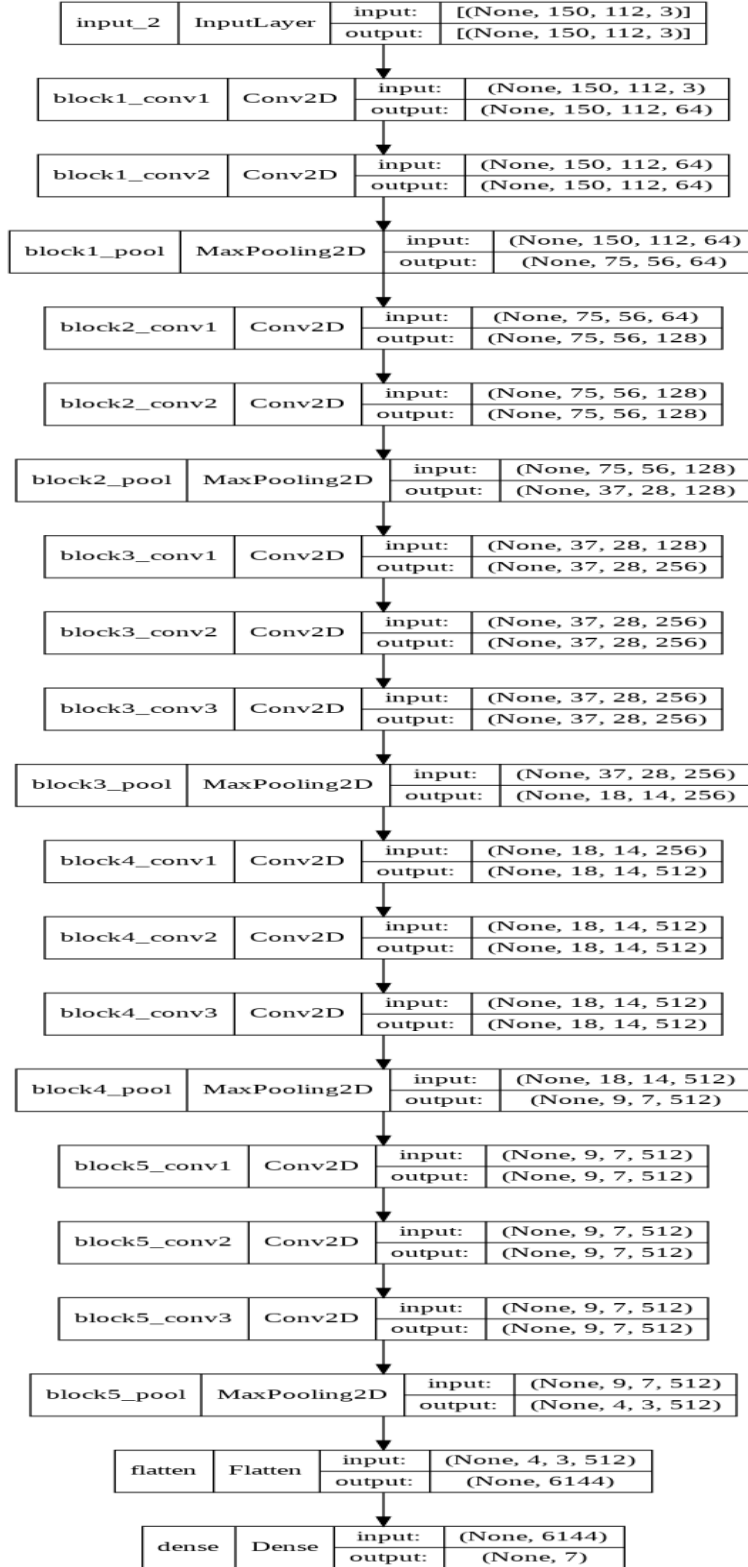 input_2 InputLayer input: [(None, 150, 112, 3)]
output: [(None, 150, 112, 3)]
block1_conv1 Conv2D input: (None, 150, 112, 3)
output: (None, 150, 112, 64)
block1_conv2 Conv2D input: (None, 150, 112, 64)
output: (None, 150, 112, 64)
block1_pool MaxPooling2D input: (None, 150, 112, 64)
output: (None, 75, 56, 64)
block2_conv1 Conv2D input: (None, 75, 56, 64)
output: (None, 75, 56, 128)
block2_conv2 Conv2D input: (None, 75, 56, 128)
output: (None, 75, 56, 128)
block2_pool MaxPooling2D input: (None, 75, 56, 128)
output: (None, 37, 28, 128)
block3_conv1 Conv2D input: (None, 37, 28, 128)
output: (None, 37, 28, 256)
block3_conv2 Conv2D input: (None, 37, 28, 256)
output: (None, 37, 28, 256)
block3_conv3 Conv2D input: (None, 37, 28, 256)
output: (None, 37, 28, 256)
block3_pool MaxPooling2D input: (None, 37, 28, 256)
output: (None, 18, 14, 256)
block4_conv1 Conv2D input: (None, 18, 14, 256)
output: (None, 18, 14, 512)
block4_conv2 Conv2D input: (None, 18, 14, 512)
output: (None, 18, 14, 512)
block4_conv3 Conv2D input: (None, 18, 14, 512)
output: (None, 18, 14, 512)
block4_pool MaxPooling2D input: (None, 18, 14, 512)
output: (None, 9, 7, 512)
block5_conv1 Conv2D input: (None, 9, 7, 512)
output: (None, 9, 7, 512)
block5_conv2 Conv2D input: (None, 9, 7, 512)
output: (None, 9, 7, 512)
block5_conv3 Conv2D input: (None, 9, 7, 512)
output: (None, 9, 7, 512)
block5_pool MaxPooling2D input: (None, 9, 7, 512)
output: (None, 4, 3, 512)
flatten Flatten input: (None, 4, 3, 512)
output: (None, 6144)
dense Dense input: (None, 6144)
output: (None, 7)